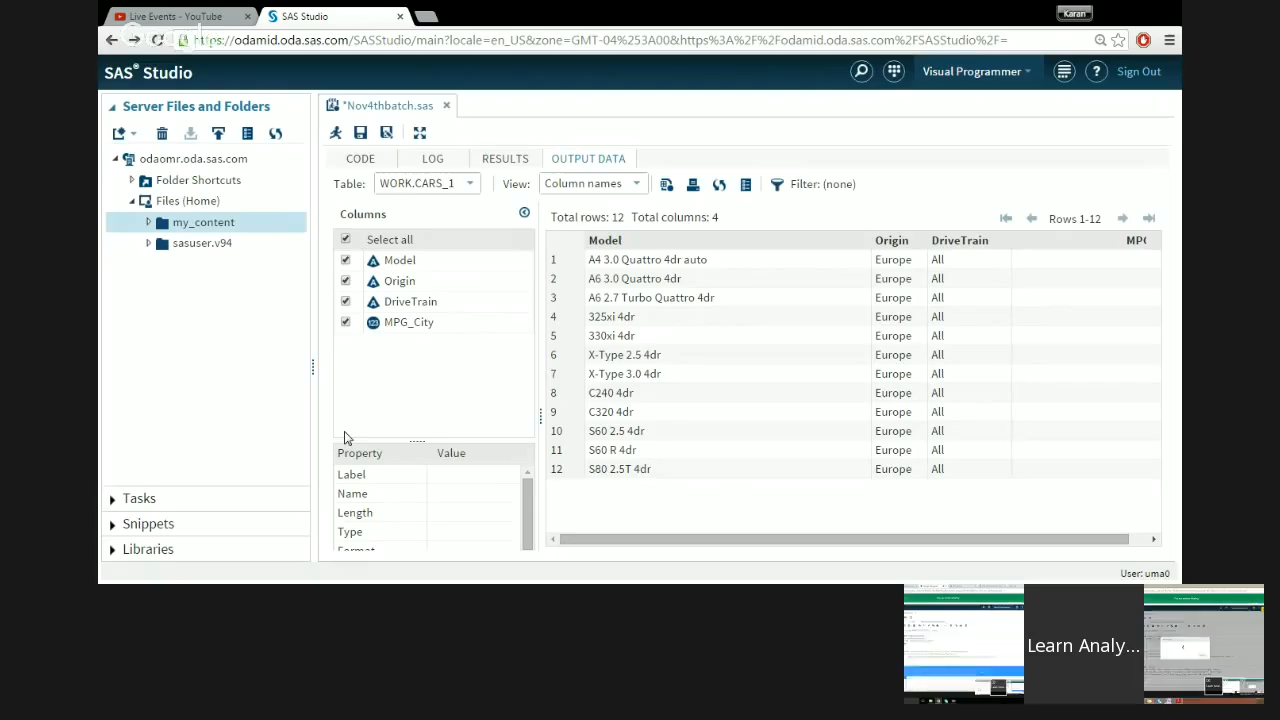 Live Events - YouTube
SAS Studio
Karan
https://odamid.oda.sas.com/SASStudio/main?locale=en_US&zone=GMT-04%253A00&https%3A%2F%2Fodamid.oda.sas.com%2FSASStudio%2F=
SAS® Studio
Visual Programmer
Sign Out
Server Files and Folders
odaomr.oda.sas.com
Folder Shortcuts
Files (Home)
my_content
sasuser.v94
Tasks
Snippets
Libraries
*Nov4thbatch.sas
CODE LOG RESULTS OUTPUT DATA
Table: WORK.CARS_1 View: Column names Filter: (none)
Columns
Select all
Model
Origin
DriveTrain
MPG_City
Property Value
Label
Name
Length
Type
Format
Total rows: 12 Total columns: 4 Rows 1-12
Model Origin DriveTrain MPG
1 A4 3.0 Quattro 4dr auto Europe All
2 A6 3.0 Quattro 4dr Europe All
3 A6 2.7 Turbo Quattro 4dr Europe All
4 325xi 4dr Europe All
5 330xi 4dr Europe All
6 X-Type 2.5 4dr Europe All
7 X-Type 3.0 4dr Europe All
8 C240 4dr Europe All
9 C320 4dr Europe All
10 S60 2.5 4dr Europe All
11 S60 R 4dr Europe All
12 S80 2.5T 4dr Europe All
User: uma0
Learn Analy...